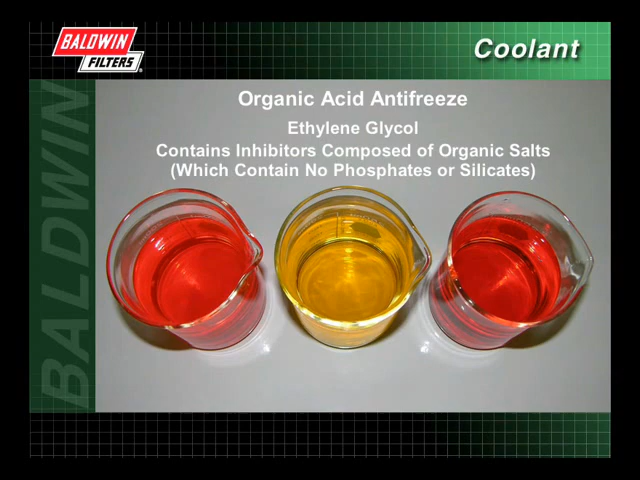 BALDWIN
FILTERS
Coolant
Organic Acid Antifreeze
Ethylene Glycol
Contains Inhibitors Composed of Organic Salts
(Which Contain No Phosphates or Silicates)
BALDWIN